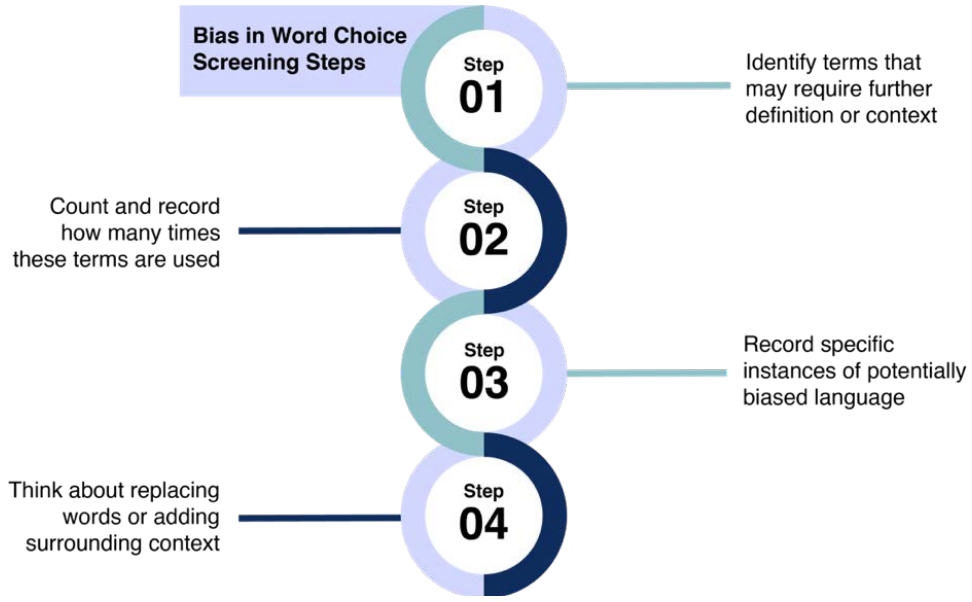 Bias in Word Choice
Screening Steps
Step
01
Identify terms that
may require further
definition or context
Step
02
Count and record
how many times
these terms are used
Step
03
Record specific
instances of potentially
biased language
Step
04
Think about replacing
words or adding
surrounding context